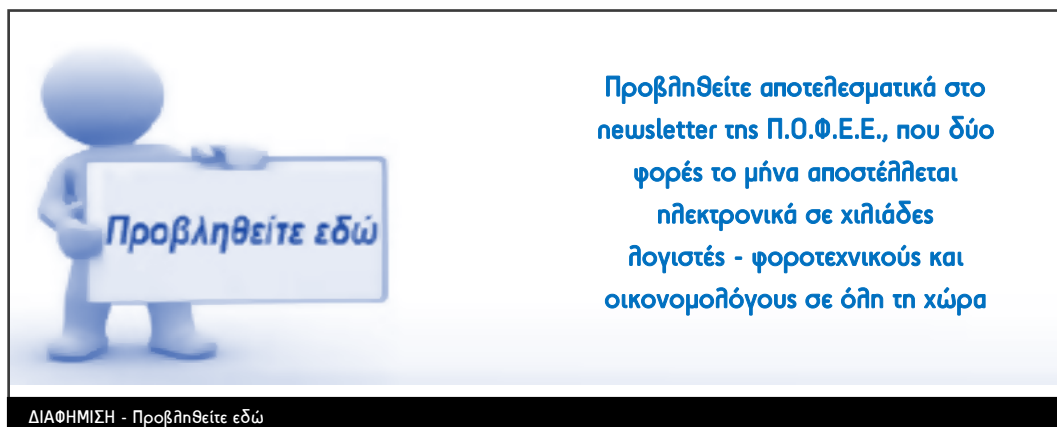 Προβληθείτε εδώ
Προβληθείτε αποτελεσματικά στο
newsletter της Π.Ο.Φ.Ε.Ε., που δύο
φορές το μήνα αποστέλλεται
ηλεκτρονικά σε χιλιάδες
λογιστές - φοροτεχνικούς και
οικονομολόγους σε όλη τη χώρα
ΔΙΑΦΗΜΙΣΗ - Προβληθείτε εδώ